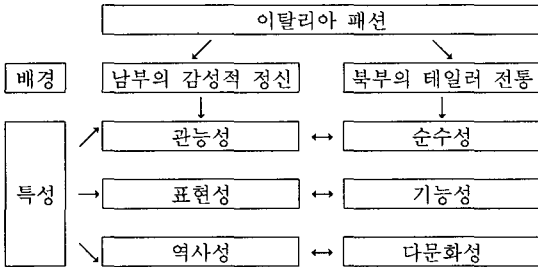 이탈리아 패션
배경 남부의 감성적 정신 북부의 테일러 전통
관능성 순수성
특성 표현성 기능성
역사성 다문화성